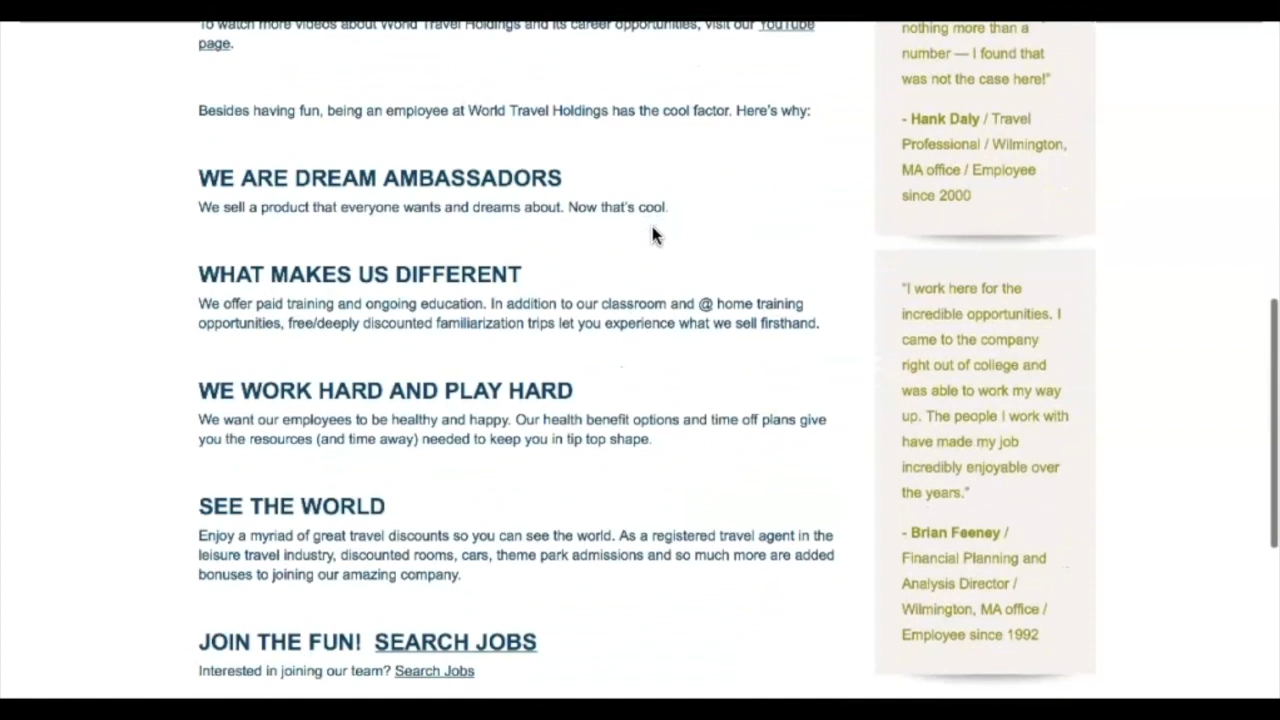 To watch more videos about World Travel Holdings and its career opportunities, visit our YouTube
page.
Besides having fun, being an employee at World Travel Holdings has the cool factor. Here's why:
WE ARE DREAM AMBASSADORS
We sell a product that everyone wants and dreams about. Now that's cool.
WHAT MAKES US DIFFERENT
We offer paid training and ongoing education. In addition to our classroom and @ home training
opportunities, free/deeply discounted familiarization trips let you experience what we sell firsthand.
WE WORK HARD AND PLAY HARD
We want our employees to be healthy and happy. Our health benefit options and time off plans give
you the resources (and time away) needed to keep you in tip top shape.
SEE THE WORLD
Enjoy a myriad of great travel discounts so you can see the world. As a registered travel agent in the
leisure travel industry, discounted rooms, cars, theme park admissions and so much more are added
bonuses to joining our amazing company.
JOIN THE FUN! SEARCH JOBS
Interested in joining our team? Search Jobs
nothing more than a
number — I found that
was not the case here!"
- Hank Daly / Travel
Professional / Wilmington,
MA office / Employee
since 2000
"I work here for the
incredible opportunities. I
came to the company
right out of college and
was able to work my way
up. The people I work with
have made my job
incredibly enjoyable over
the years."
- Brian Feeney /
Financial Planning and
Analysis Director /
Wilmington, MA office /
Employee since 1992